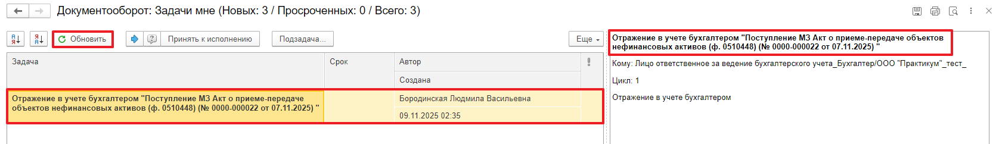 Документооборот: Задачи мне (Новых: 3 / Просроченных: 0 / Всего: 3)
Обновить
Принять к исполнению
Подзадача...
Еще
Задача
Срок
Автор
Создана
Отражение в учете бухгалтером "Поступление МЗ Акт о приеме-передаче
объектов нефинансовых активов (ф. 0510448) (№ 0000-000022 от 07.11.2025) "
Бородинская Людмила Васильевна
09.11.2025 02:35
Отражение в учете бухгалтером "Поступление МЗ Акт о приеме-передаче объектов
нефинансовых активов (ф. 0510448) (№ 0000-000022 от 07.11.2025) "
Кому: Лицо ответственное за ведение бухгалтерского учета_Бухгалтер/ООО "Практикум"_тест_
Цикл: 1
Отражение в учете бухгалтером